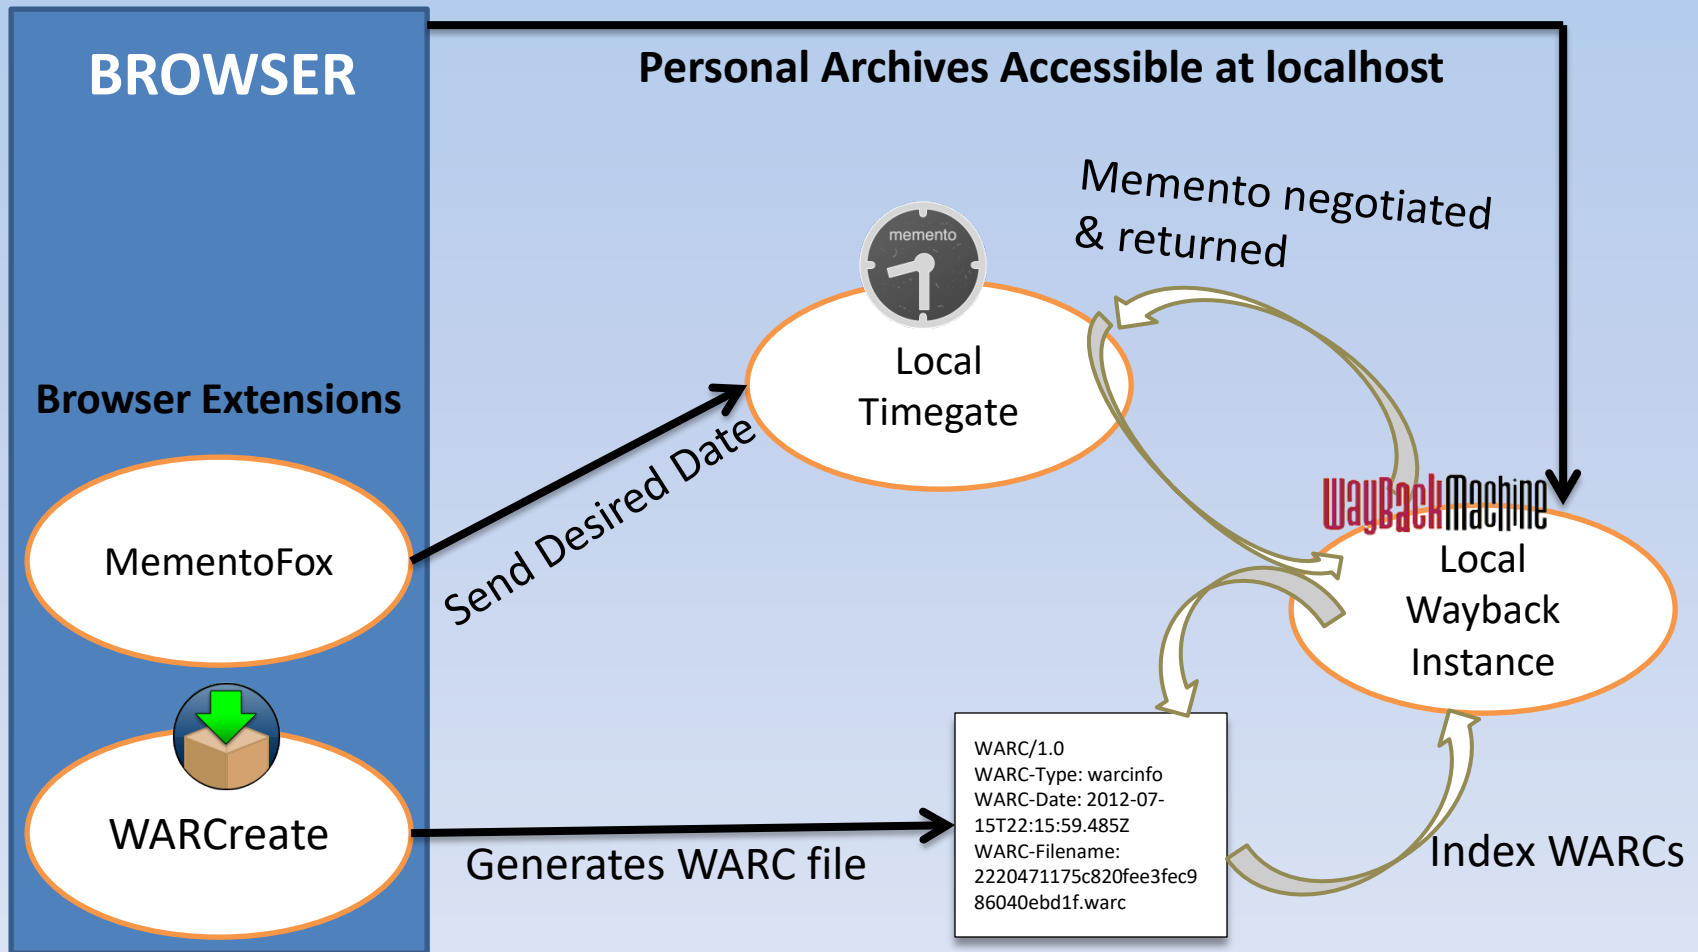 BROWSER
Personal Archives Accessible at localhost
Memento negotiated
& returned
memento
Local
Timegate
Browser Extensions
MementoFox
Send Desired Date
WayBackMachine
Local
Wayback
Instance
WARCreate
Generates WARC file
WARC/1.0
WARC-Type: warcinfo
WARC-Date: 2012-07-
15T22:15:59.485Z
WARC-Filename:
2220471175c820fee3fec9
86040ebd1f.warc
Index WARCs